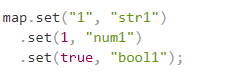 map.set("1", "str1")
  .set(1, "num1")
  .set(true, "bool1");